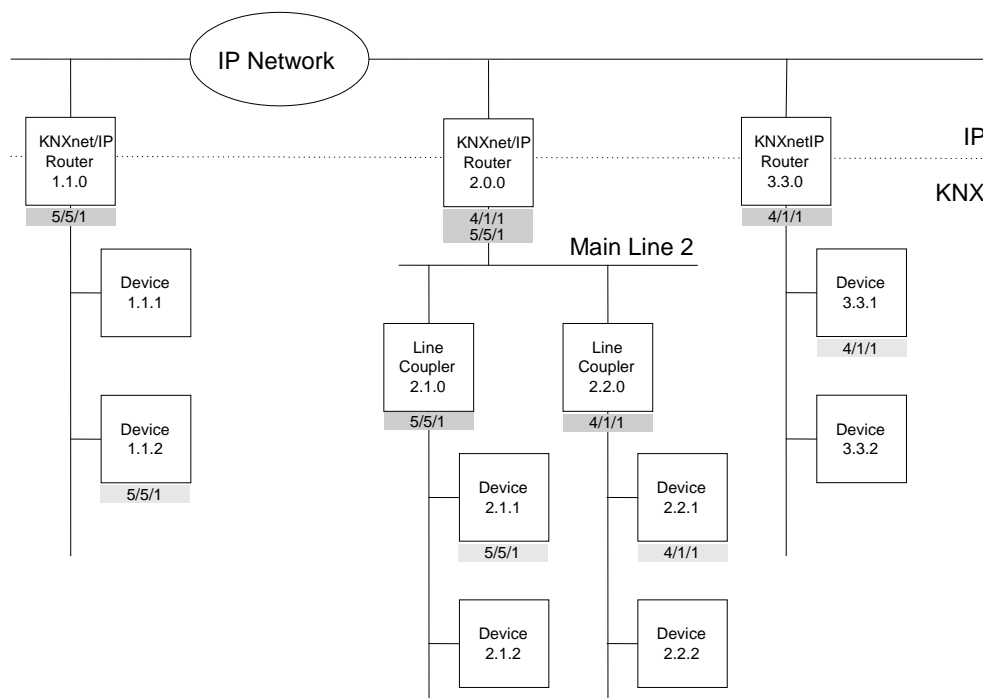 IP Network
KNXnet/IP
Router
1.1.0
5/5/1
KNXnet/IP
Router
2.0.0
4/1/1
5/5/1
KNXnetIP
Router
3.3.0
4/1/1
IP
KNX
Main Line 2
Device
1.1.1
Device
1.1.2
5/5/1
Line
Coupler
2.1.0
5/5/1
Line
Coupler
2.2.0
4/1/1
Device
2.1.1
5/5/1
Device
2.1.2
Device
2.2.1
4/1/1
Device
2.2.2
Device
3.3.1
4/1/1
Device
3.3.2